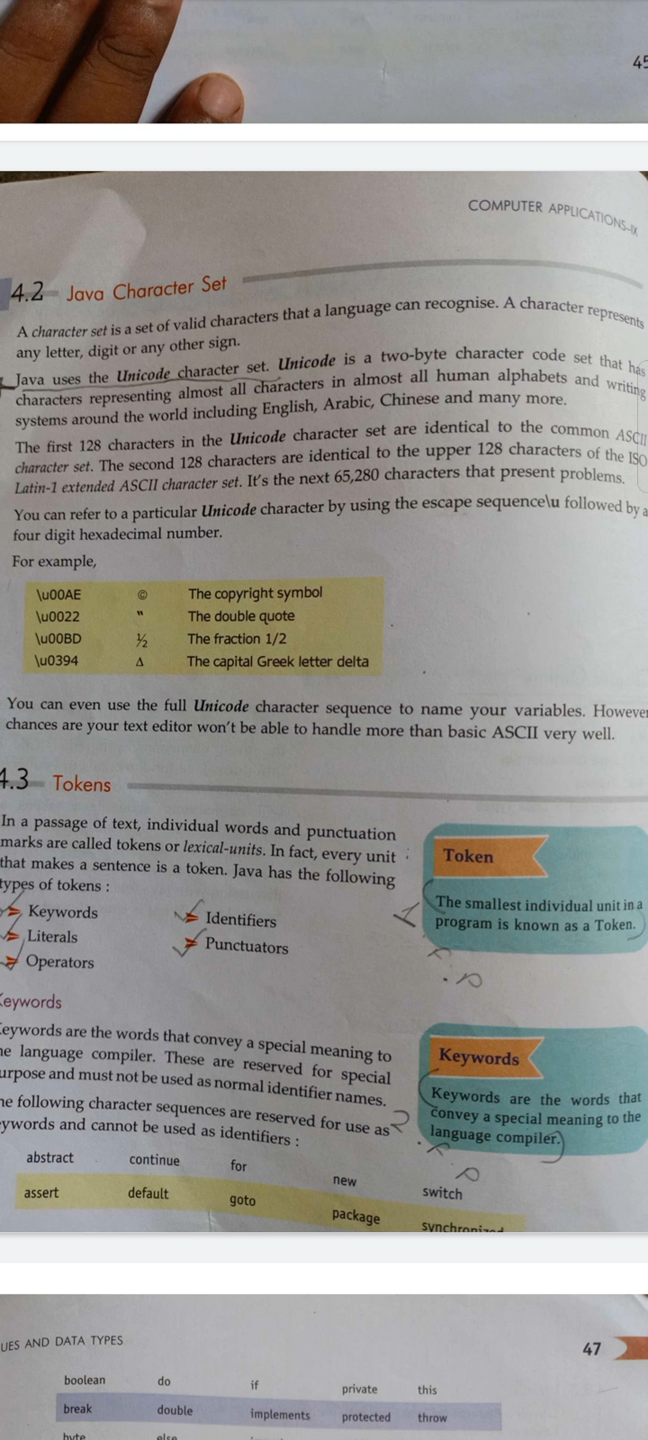 45
COMPUTER APPLICATIONS-IX
4.2 Java Character Set
A character set is a set of valid characters that a language can recognise. A character represents
any letter, digit or any other sign.
Java uses the Unicode character set. Unicode is a two-byte character code set that has
characters representing almost all characters in almost all human alphabets and writing
systems around the world including English, Arabic, Chinese and many more.
The first 128 characters in the Unicode character set are identical to the common ASCII
character set. The second 128 characters are identical to the upper 128 characters of the ISO
Latin-1 extended ASCII character set. It's the next 65,280 characters that present problems.
You can refer to a particular Unicode character by using the escape sequence\u followed by a
four digit hexadecimal number.
For example,
\u00AE © The copyright symbol
\u0022 " The double quote
\u00BD ½ The fraction 1/2
\u0394 Δ The capital Greek letter delta
You can even use the full Unicode character sequence to name your variables. However
chances are your text editor won't be able to handle more than basic ASCII very well.
4.3 Tokens
In a passage of text, individual words and punctuation
marks are called tokens or lexical-units. In fact, every unit
that makes a sentence is a token. Java has the following
types of tokens :
Keywords Identifiers
Literals Punctuators
Operators
Token
The smallest individual unit in a
program is known as a Token.
Keywords
Keywords are the words that convey a special meaning to
the language compiler. These are reserved for special
purpose and must not be used as normal identifier names.
The following character sequences are reserved for use as
keywords and cannot be used as identifiers :
Keywords
Keywords are the words that
convey a special meaning to the
language compiler.
abstract continue for new switch
assert default goto package synchronized
UES AND DATA TYPES 47
boolean do if private this
break double implements protected throw
byte else